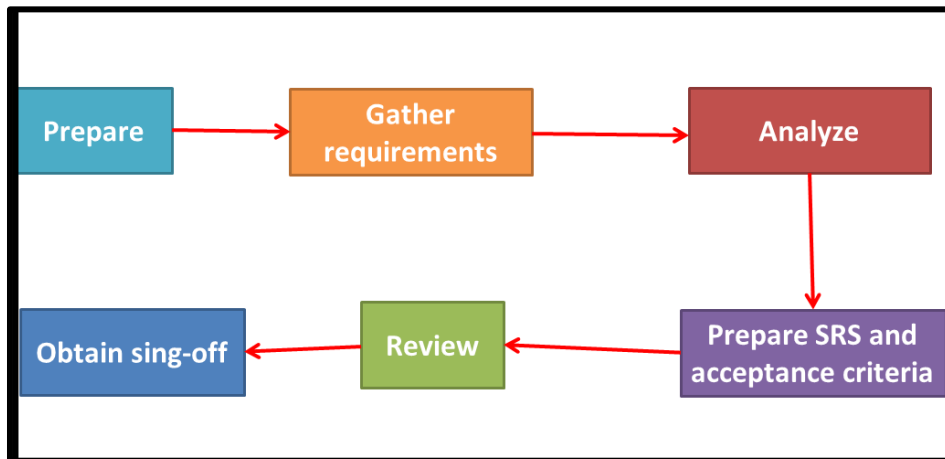 Prepare
Gather
requirements
Analyze
Prepare SRS and
acceptance criteria
Review
Obtain sing-off